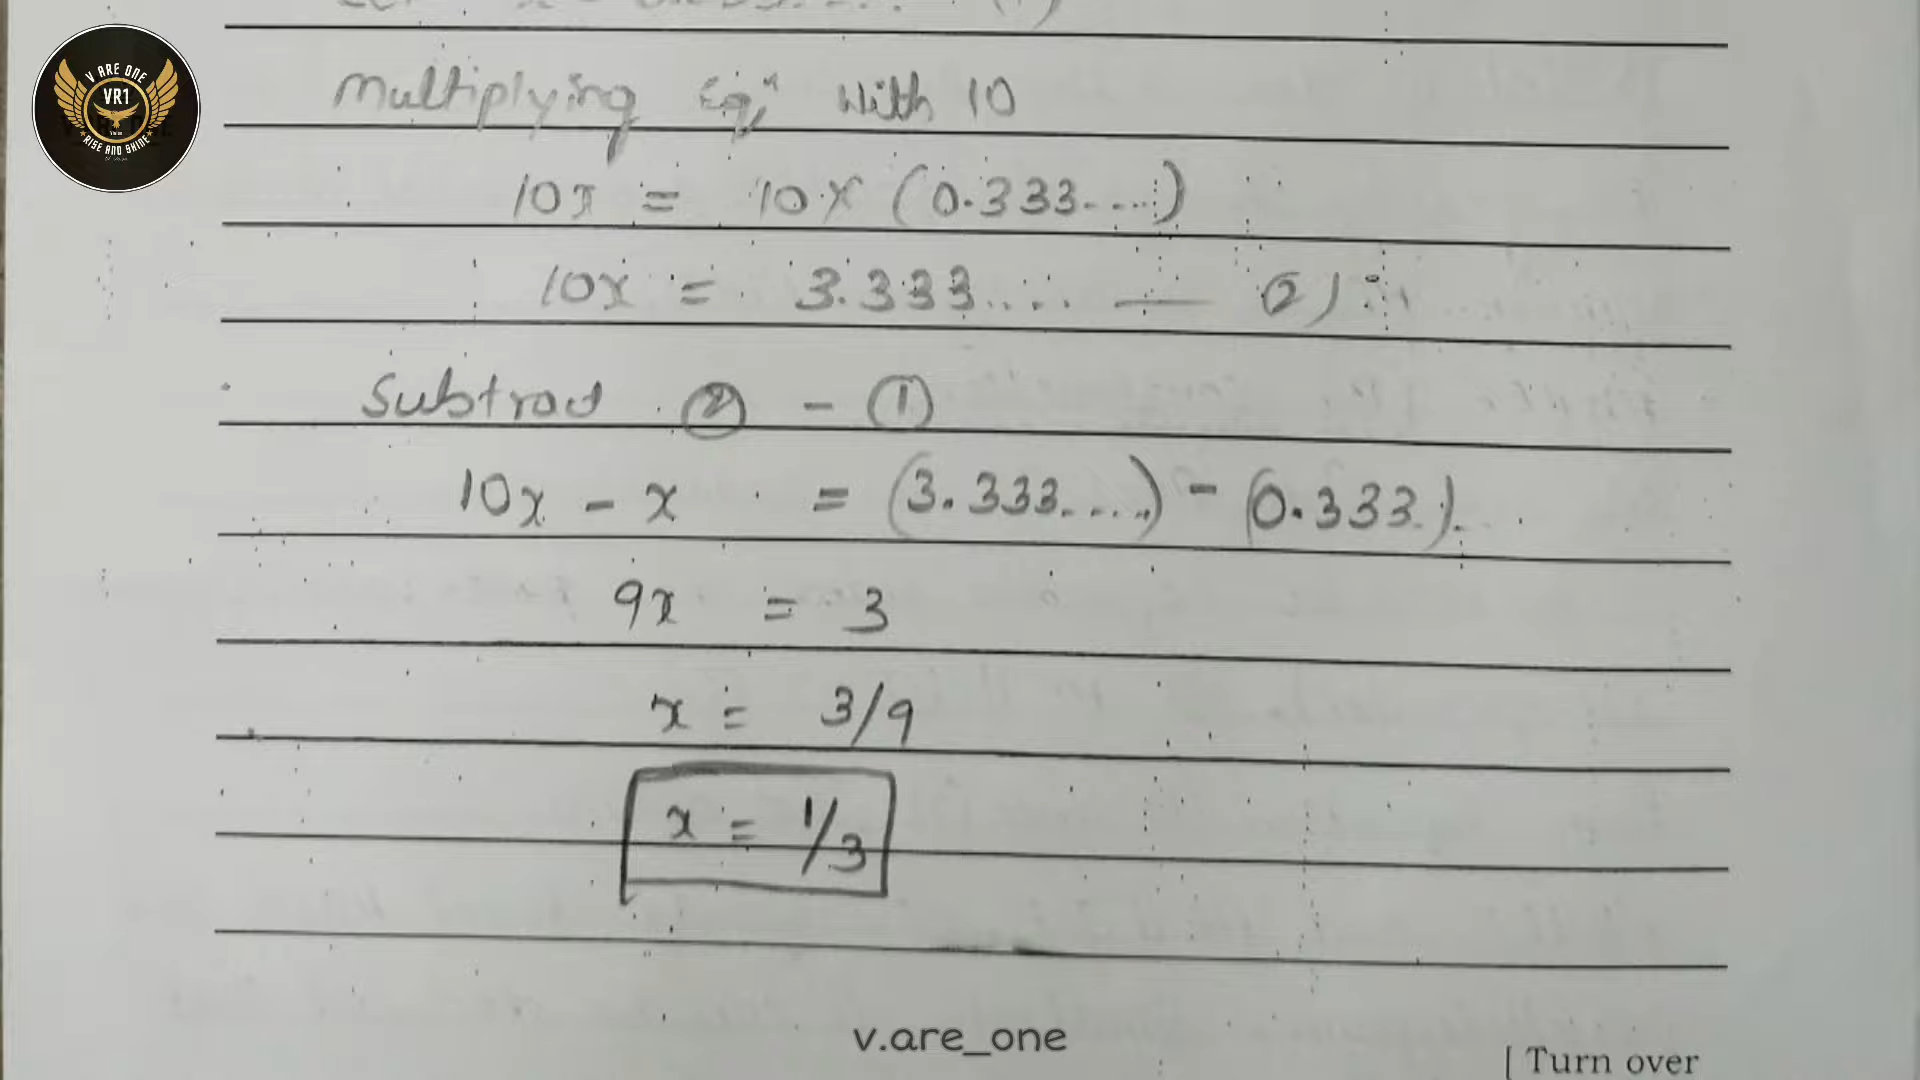 V ARE ONE
VR1
RISE AND SHINE
Multiplying Eqn with 10
10x = 10 x (0.333....)
10x = 3.333.... — 2)
Subtract ② - ①
10x - x = (3.333.....) - (0.333..).
9x = 3
x = 3/9
x = 1/3
v.are_one
[ Turn over